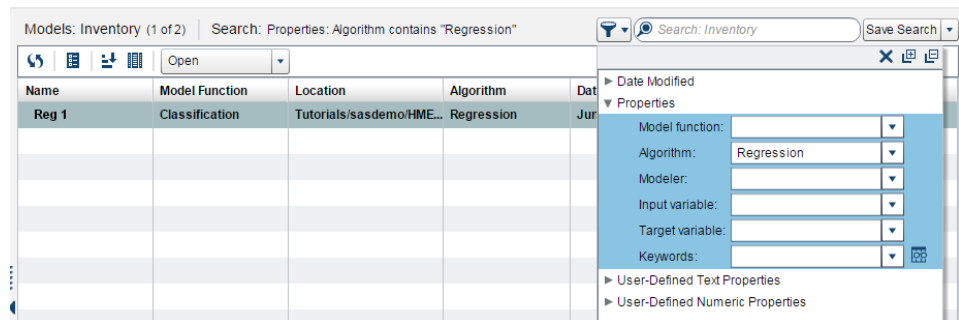 Models: Inventory (1 of 2) Search: Properties: Algorithm contains "Regression" Search: Inventory Save Search
Open
Name Model Function Location Algorithm Dat
Reg 1 Classification Tutorials/sasdemo/HME... Regression Jur
Date Modified
Properties
Model function:
Algorithm: Regression
Modeler:
Input variable:
Target variable:
Keywords:
User-Defined Text Properties
User-Defined Numeric Properties